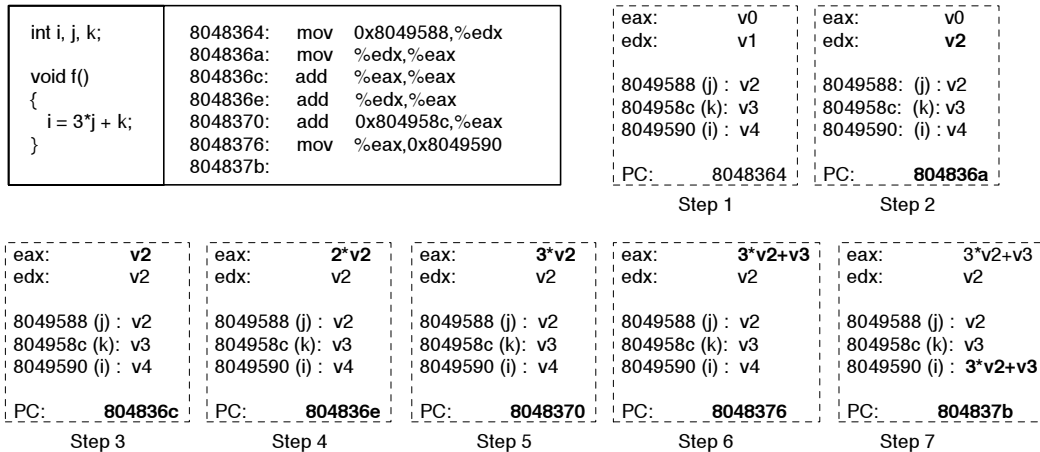 int i, j, k;
void f()
{
i = 3*j + k;
}
8048364: mov 0x8049588,%edx
804836a: mov %edx,%eax
804836c: add %eax,%eax
804836e: add %edx,%eax
8048370: add 0x804958c,%eax
8048376: mov %eax,0x8049590
804837b:
eax: v0
edx: v1
8049588 (j) : v2
804958c (k): v3
8049590 (i) : v4
PC: 8048364
Step 1
eax: v0
edx: v2
8049588: (j) : v2
804958c: (k): v3
8049590: (i) : v4
PC: 804836a
Step 2
eax: v2
edx: v2
8049588 (j) : v2
804958c (k): v3
8049590 (i) : v4
PC: 804836c
Step 3
eax: 2*v2
edx: v2
8049588 (j) : v2
804958c (k): v3
8049590 (i) : v4
PC: 804836e
Step 4
eax: 3*v2
edx: v2
8049588 (j) : v2
804958c (k): v3
8049590 (i) : v4
PC: 8048370
Step 5
eax: 3*v2+v3
edx: v2
8049588 (j) : v2
804958c (k): v3
8049590 (i) : v4
PC: 8048376
Step 6
eax: 3*v2+v3
edx: v2
8049588 (j) : v2
804958c (k): v3
8049590 (i) : 3*v2+v3
PC: 804837b
Step 7